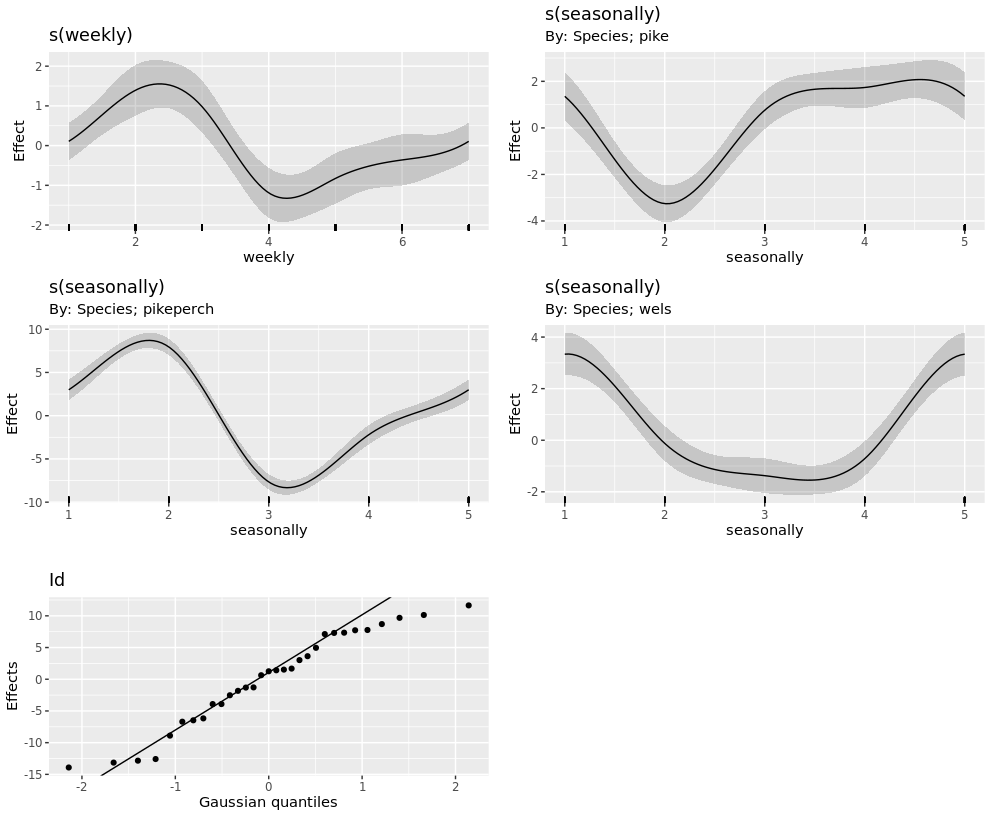 s(weekly)
Effect
2
1
0
-1
-2
2
4
6
weekly
s(seasonally)
By: Species; pike
Effect
2
0
-2
-4
1
2
3
4
5
seasonally
s(seasonally)
By: Species; pikeperch
Effect
10
5
0
-5
-10
1
2
3
4
5
seasonally
s(seasonally)
By: Species; wels
Effect
4
2
0
-2
1
2
3
4
5
seasonally
Id
Effects
10
5
0
-5
-10
-15
-2
-1
0
1
2
Gaussian quantiles